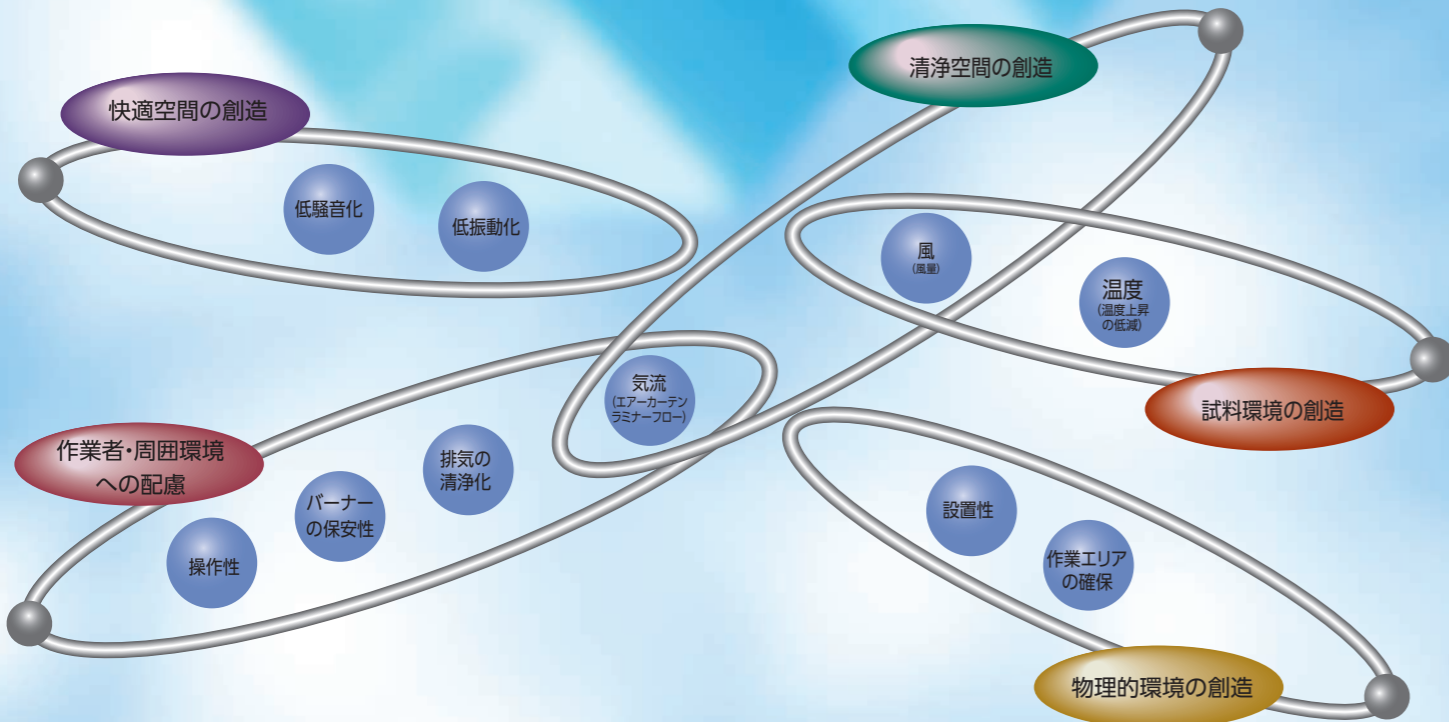 快適空間の創造
低騒音化
低振動化
清浄空間の創造
風
(風量)
温度
(温度上昇
の低減)
試料環境の創造
気流
(エアーカーテン
ラミナーフロー)
作業者・周囲環境
への配慮
排気の
清浄化
バーナー
の保安性
操作性
設置性
作業エリア
の確保
物理的環境の創造